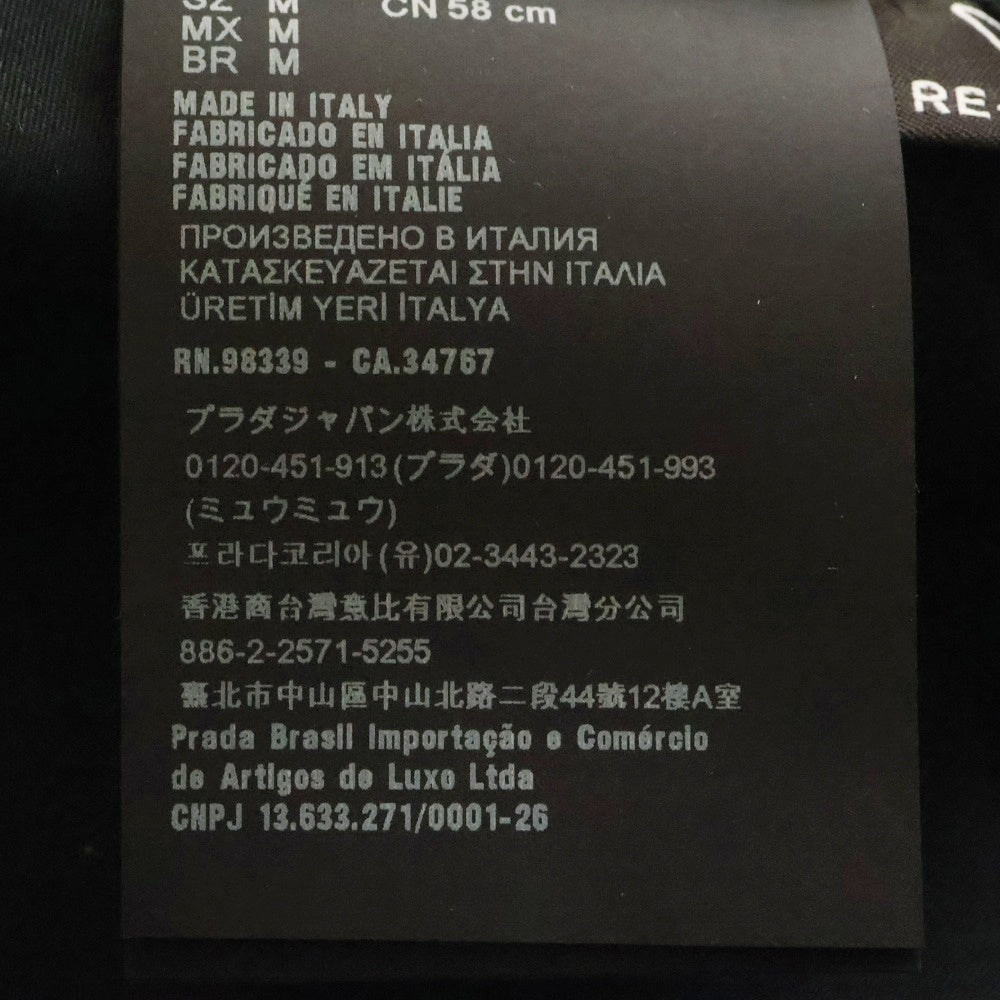 SZ M
CN 58 cm
MX M
BR M
RE-
MADE IN ITALY
FABRICADO EN ITALIA
FABRICADO EM ITÁLIA
FABRIQUÉ EN ITALIE
ПРОИЗВЕДЕНО В ИТАЛИЯ
ΚΑΤΑΣΚΕΥΑΖΕΤΑΙ ΣΤΗΝ ΙΤΑΛΙΑ
ÜRETİM YERİ İTALYA
RN.98339 - CA.34767
プラダジャパン株式会社
0120-451-913(プラダ)0120-451-993
(ミュウミュウ)
프라다코리아(유)02-3443-2323
香港商台灣意比有限公司台灣分公司
886-2-2571-5255
臺北市中山區中山北路二段44號12樓A室
Prada Brasil Importação e Comércio
de Artigos de Luxo Ltda
CNPJ 13.633.271/0001-26